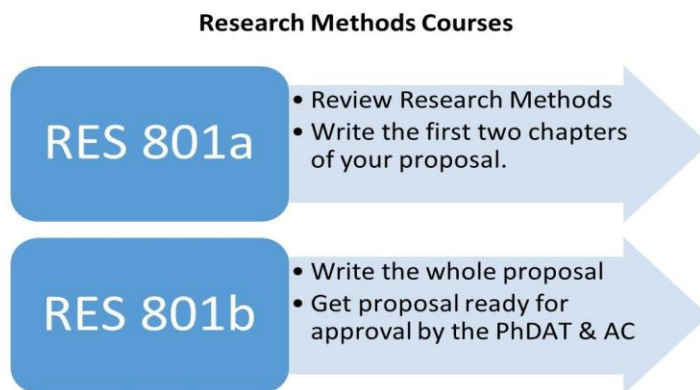 Research Methods Courses
RES 801a
• Review Research Methods
• Write the first two chapters
of your proposal.
RES 801b
• Write the whole proposal
• Get proposal ready for
approval by the PhDAT & AC